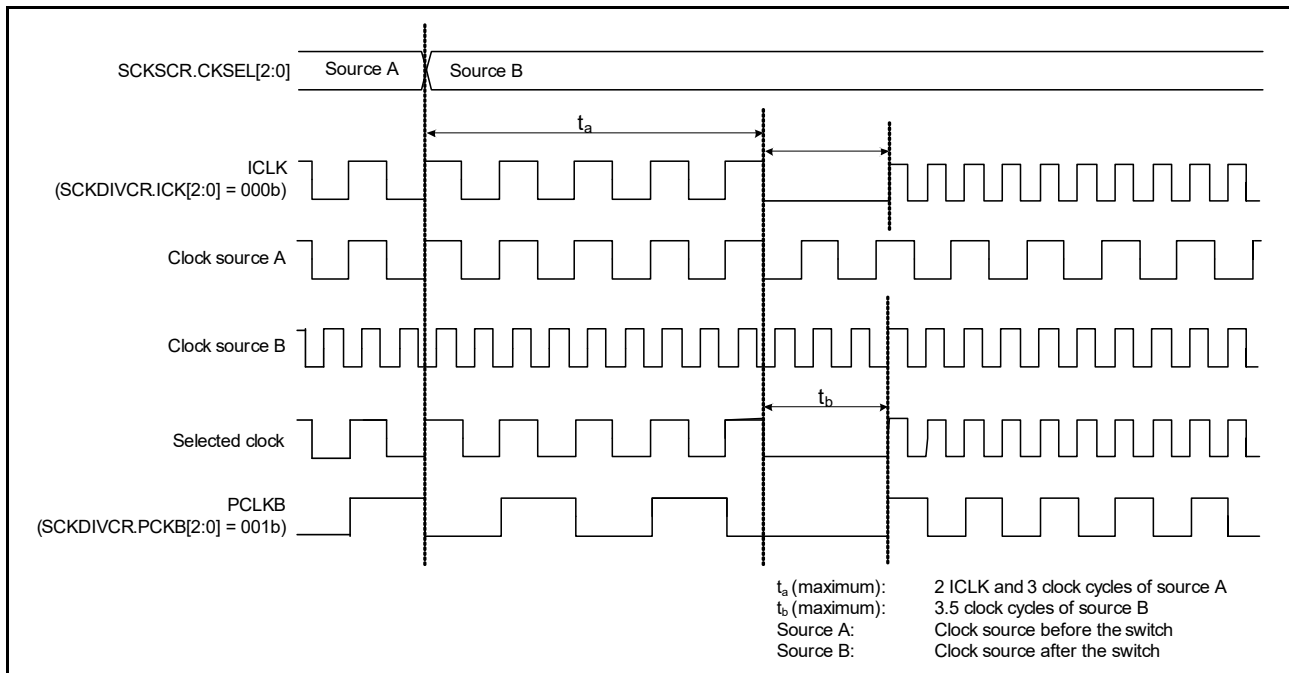 SCKSCR.CKSEL[2:0]
Source A
Source B
ta
ICLK
(SCKDIVCR.ICK[2:0] = 000b)
Clock source A
Clock source B
tb
Selected clock
PCLKB
(SCKDIVCR.PCKB[2:0] = 001b)
ta (maximum): 2 ICLK and 3 clock cycles of source A
tb (maximum): 3.5 clock cycles of source B
Source A: Clock source before the switch
Source B: Clock source after the switch